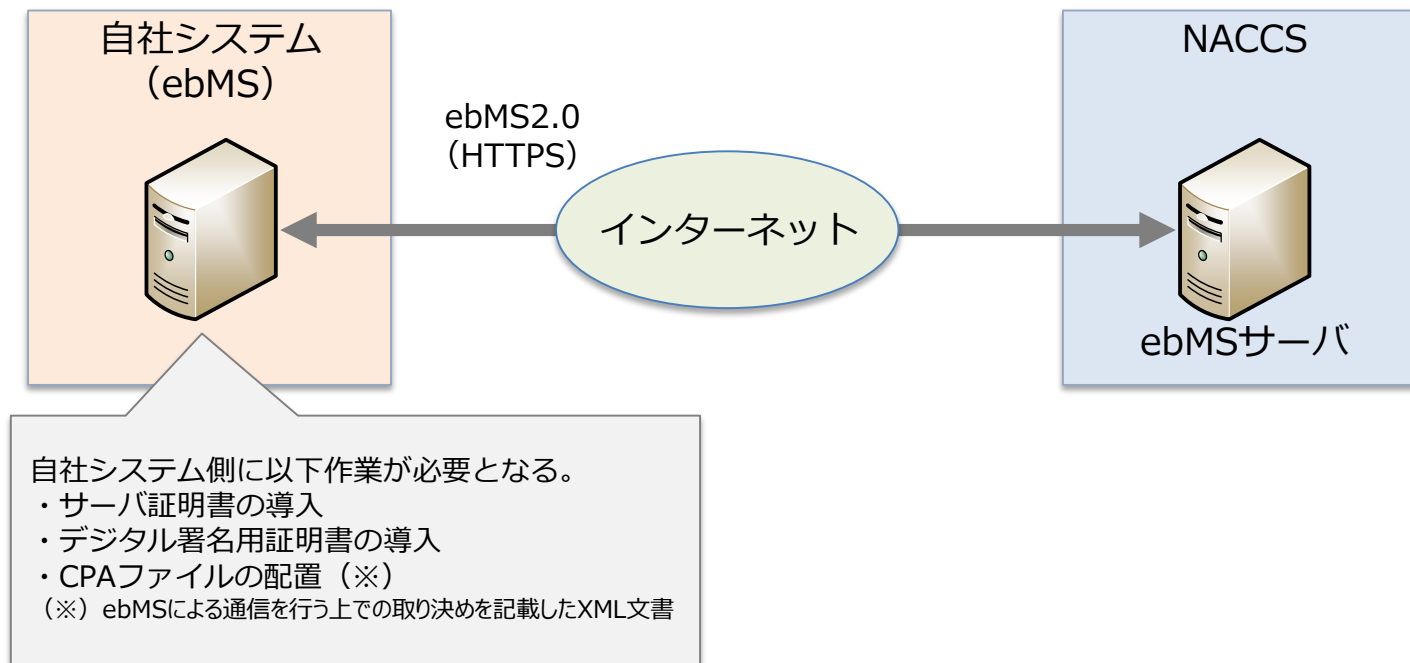 自社システム
（ebMS）
NACCS
ebMS2.0
（HTTPS）
インターネット
ebMSサーバ
自社システム側に以下作業が必要となる。
・サーバ証明書の導入
・デジタル署名用証明書の導入
・CPAファイルの配置（※）
（※）ebMSによる通信を行う上での取り決めを記載したXML文書